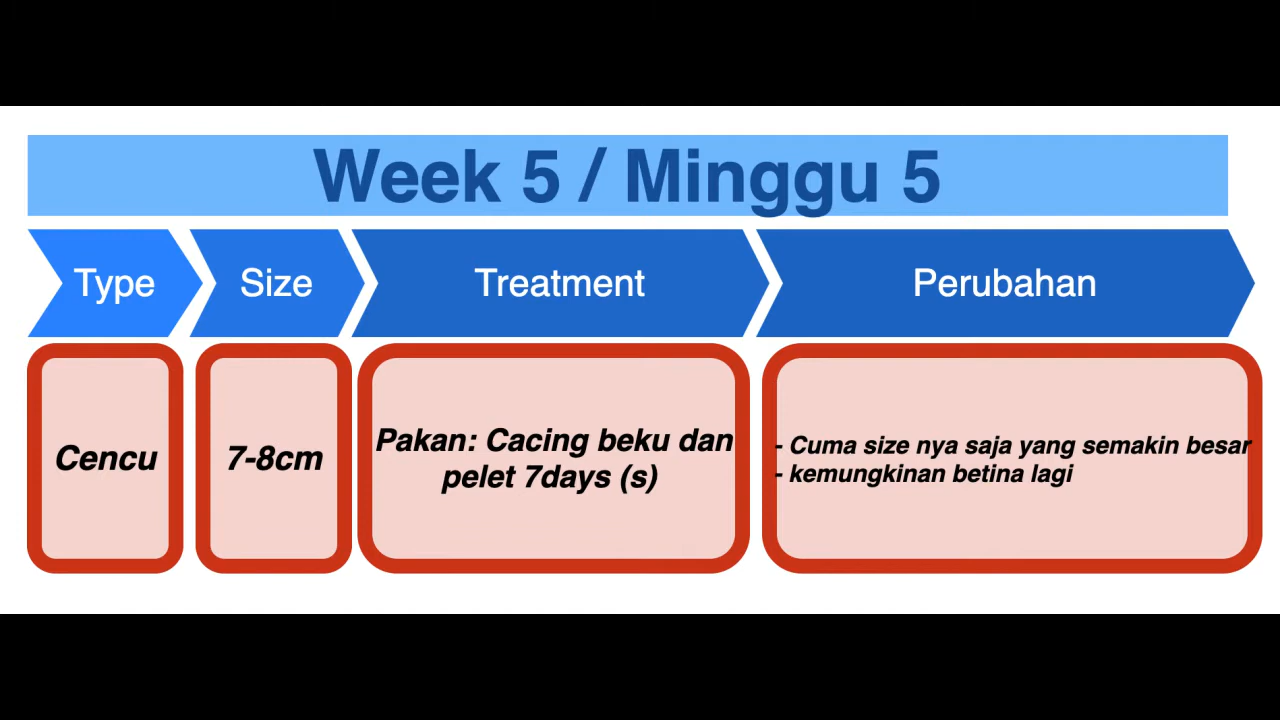 Week 5 / Minggu 5
Type
Size
Treatment
Perubahan
Cencu
7-8cm
Pakan: Cacing beku dan
pelet 7days (s)
- Cuma size nya saja yang semakin besar
- kemungkinan betina lagi